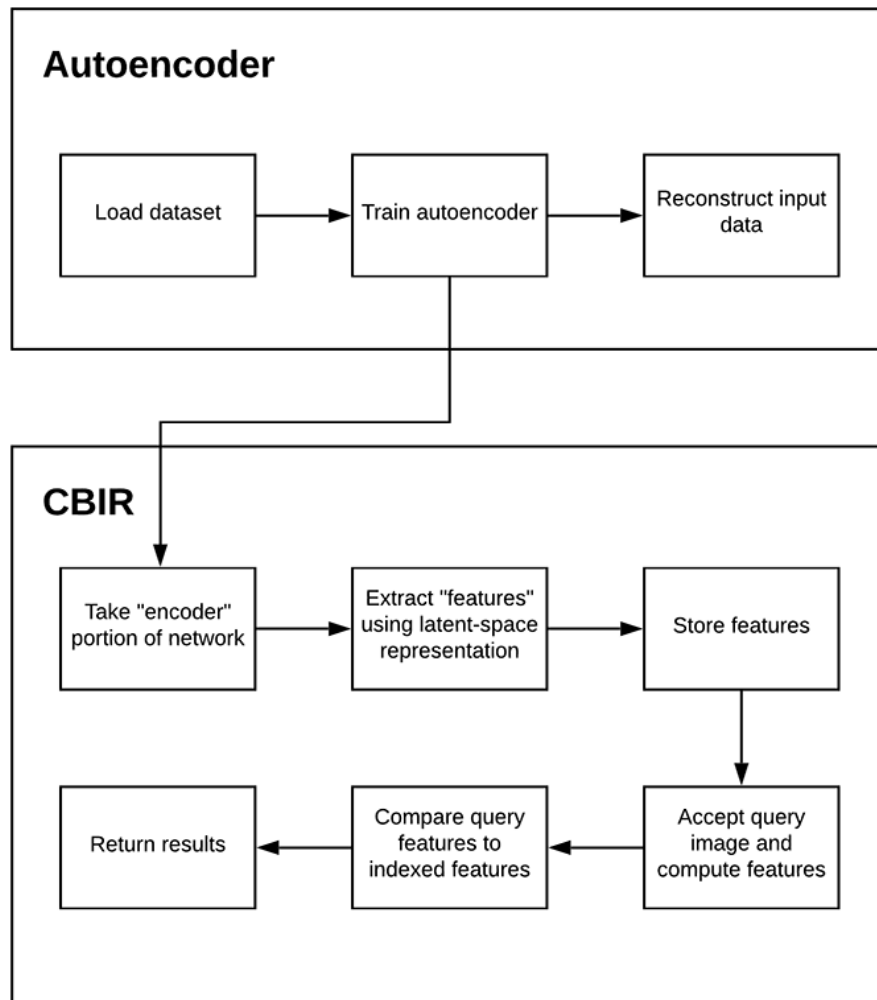 Autoencoder
Load dataset
Train autoencoder
Reconstruct input
data
CBIR
Take "encoder"
portion of network
Extract "features"
using latent-space
representation
Store features
Accept query
image and
compute features
Compare query
features to
indexed features
Return results